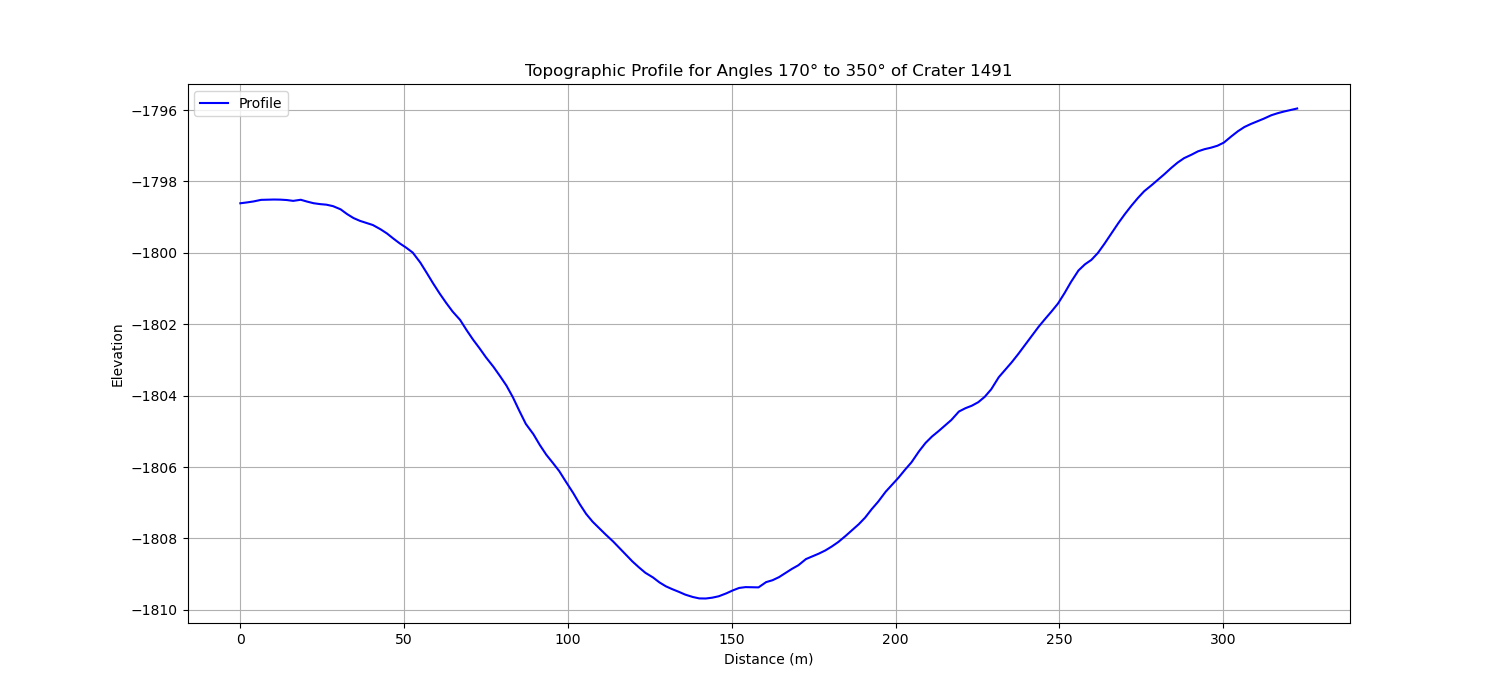 Topographic Profile for Angles 170° to 350° of Crater 1491
Profile
−1796
−1798
−1800
−1802
−1804
−1806
−1808
−1810
Elevation
0 50 100 150 200 250 300
Distance (m)